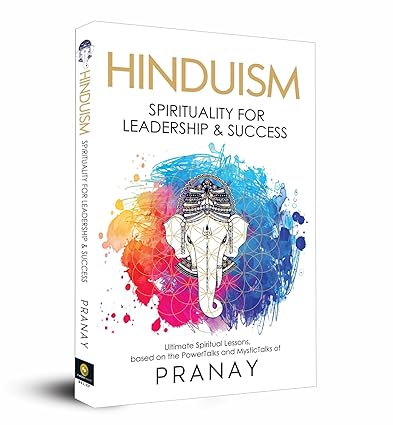 HINDUISM
SPIRITUALITY FOR
LEADERSHIP & SUCCESS
Ultimate Spiritual Lessons,
based on the PowerTalks and MysticTalks of
PRANAY
HINDUISM
SPIRITUALITY FOR LEADERSHIP & SUCCESS
PRANAY